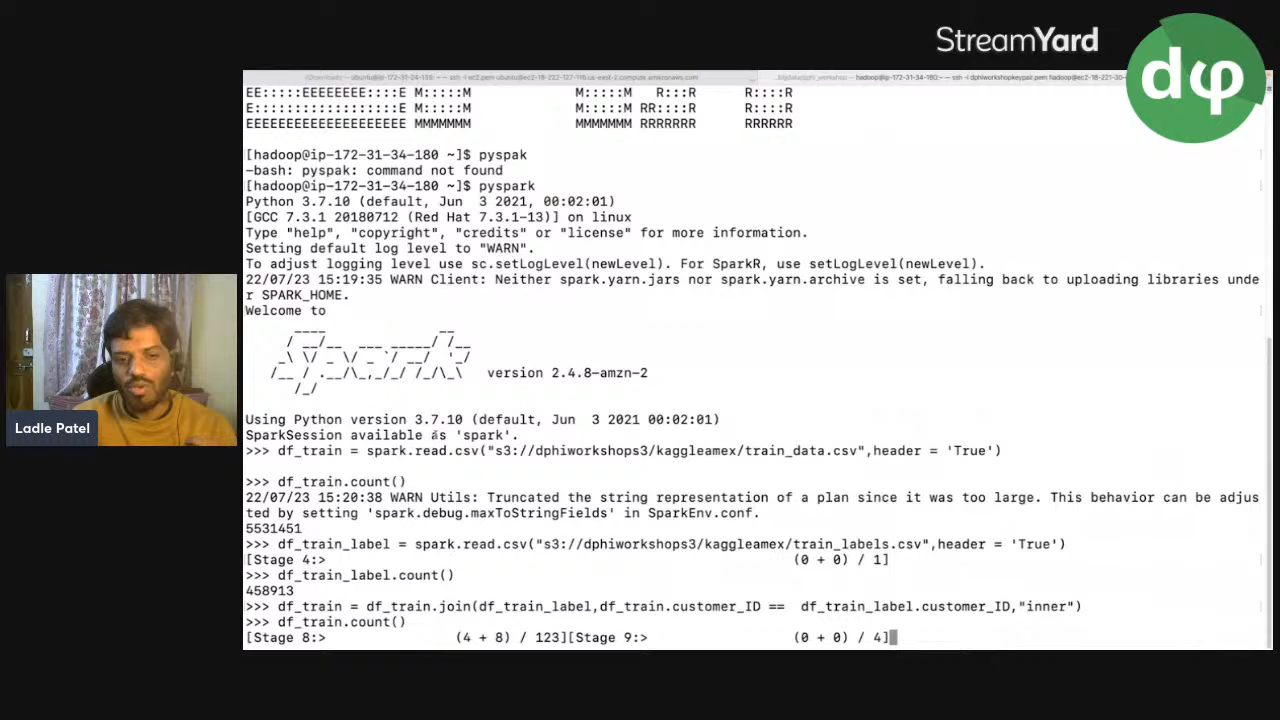 StreamYard
dφ
EE:::::EEEEEEEE::::E M:::::M M:::::M R:::R R::::R
E::::::::::::::::::E M:::::M M:::::M RR::::R R::::R
EEEEEEEEEEEEEEEEEEEE MMMMMMM MMMMMMM RRRRRRR RRRRRR
[hadoop@ip-172-31-34-180 ~]$ pyspak
-bash: pyspak: command not found
[hadoop@ip-172-31-34-180 ~]$ pyspark
Python 3.7.10 (default, Jun  3 2021, 00:02:01)
[GCC 7.3.1 20180712 (Red Hat 7.3.1-13)] on linux
Type "help", "copyright", "credits" or "license" for more information.
Setting default log level to "WARN".
To adjust logging level use sc.setLogLevel(newLevel). For SparkR, use setLogLevel(newLevel).
22/07/23 15:19:35 WARN Client: Neither spark.yarn.jars nor spark.yarn.archive is set, falling back to uploading libraries unde
r SPARK_HOME.
Welcome to
Spark
version 2.4.8-amzn-2
Using Python version 3.7.10 (default, Jun  3 2021 00:02:01)
SparkSession available as 'spark'.
>>> df_train = spark.read.csv("s3://dphiworkshops3/kaggleamex/train_data.csv",header = 'True')
>>> df_train.count()
22/07/23 15:20:38 WARN Utils: Truncated the string representation of a plan since it was too large. This behavior can be adjus
ted by setting 'spark.debug.maxToStringFields' in SparkEnv.conf.
5531451
>>> df_train_label = spark.read.csv("s3://dphiworkshops3/kaggleamex/train_labels.csv",header = 'True')
[Stage 4:> (0 + 0) / 1]
>>> df_train_label.count()
458913
>>> df_train = df_train.join(df_train_label,df_train.customer_ID ==  df_train_label.customer_ID,"inner")
>>> df_train.count()
[Stage 8:> (4 + 8) / 123][Stage 9:> (0 + 0) / 4]
Ladle Patel